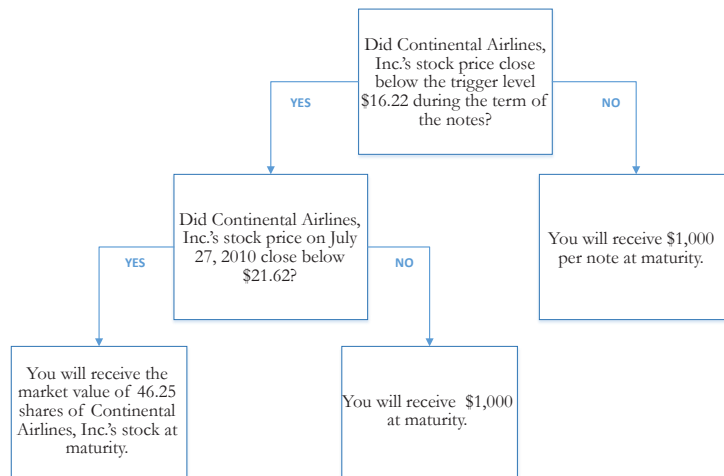 Did Continental Airlines,
Inc.'s stock price close
below the trigger level
$16.22 during the term of
the notes?
YES
NO
Did Continental Airlines,
Inc.'s stock price on July
27, 2010 close below
$21.62?
You will receive $1,000
per note at maturity.
YES
NO
You will receive the
market value of 46.25
shares of Continental
Airlines, Inc.'s stock at
maturity.
You will receive $1,000
at maturity.